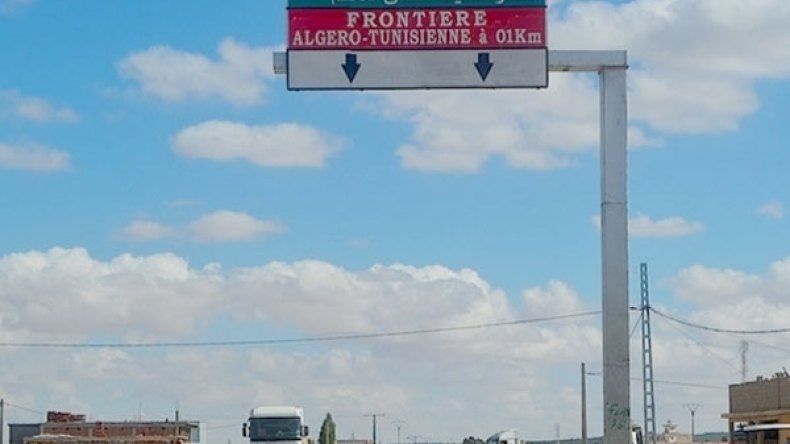 FRONTIERE
ALGERO-TUNISIENNE à 01Km